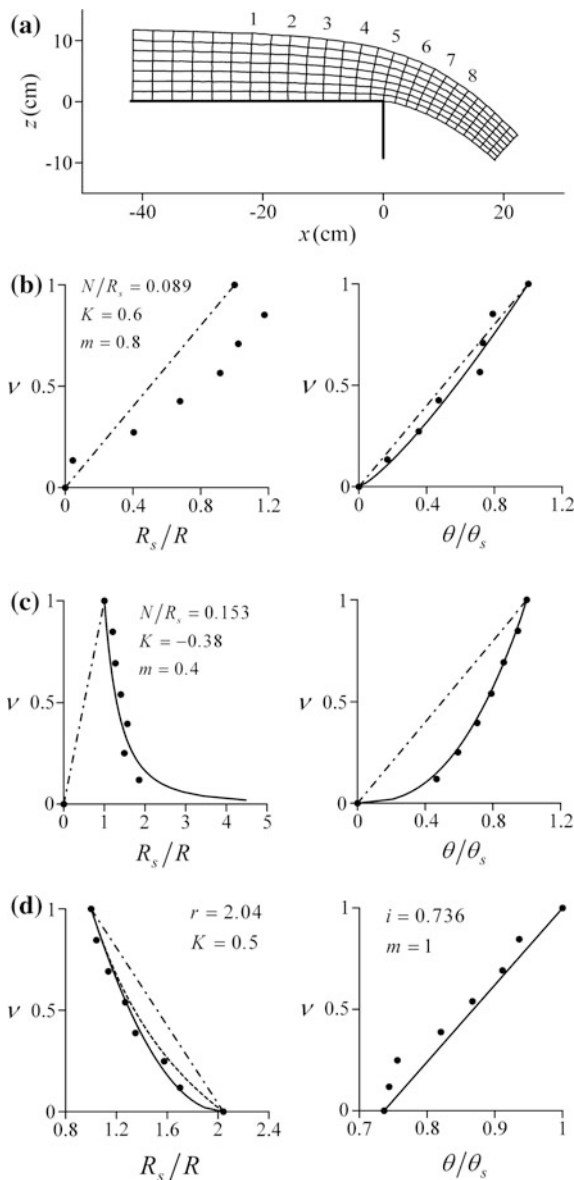 (a)
1 2 3 4 5 6 7 8
10
z (cm)
0
-10
-40 -20 0 20
x (cm)
(b)
1
N/R_s = 0.089
K = 0.6
m = 0.8
ν 0.5
0
0 0.4 0.8 1.2
R_s/R
1
ν 0.5
0
0 0.4 0.8 1.2
θ/θ_s
(c)
1
N/R_s = 0.153
K = −0.38
m = 0.4
ν 0.5
0
0 1 2 3 4 5
R_s/R
1
ν 0.5
0
0 0.4 0.8 1.2
θ/θ_s
(d)
1
r = 2.04
K = 0.5
ν 0.5
0
0.8 1.2 1.6 2 2.4
R_s/R
1
i = 0.736
m = 1
ν 0.5
0
0.7 0.8 0.9 1
θ/θ_s